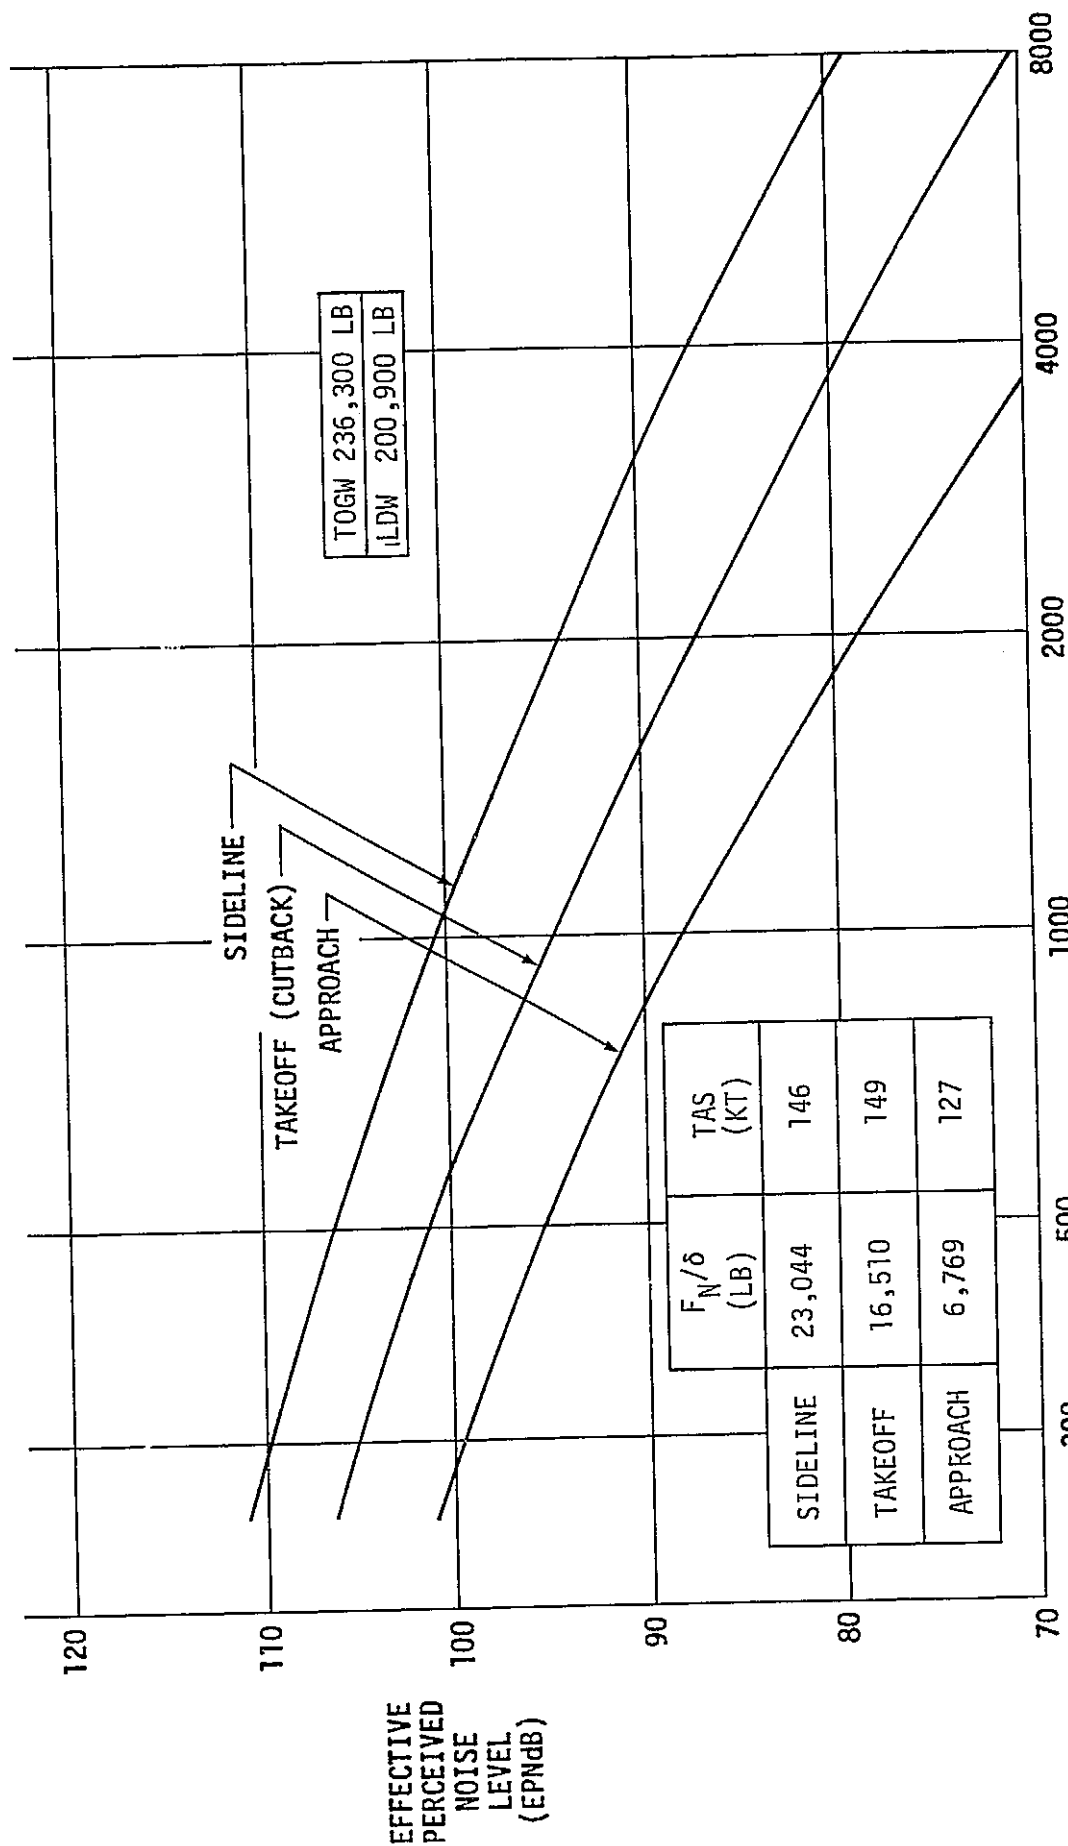 EFFECTIVE
PERCEIVED
NOISE
LEVEL
(EPNdB)
120
110
100
90
80
70
SIDELINE
TAKEOFF (CUTBACK)
APPROACH
TOGW 236,300 LB
LDW 200,900 LB
FN/δ
(LB)
TAS
(KT)
SIDELINE 23,044 146
TAKEOFF 16,510 149
APPROACH 6,769 127
500
1000
2000
4000
8000